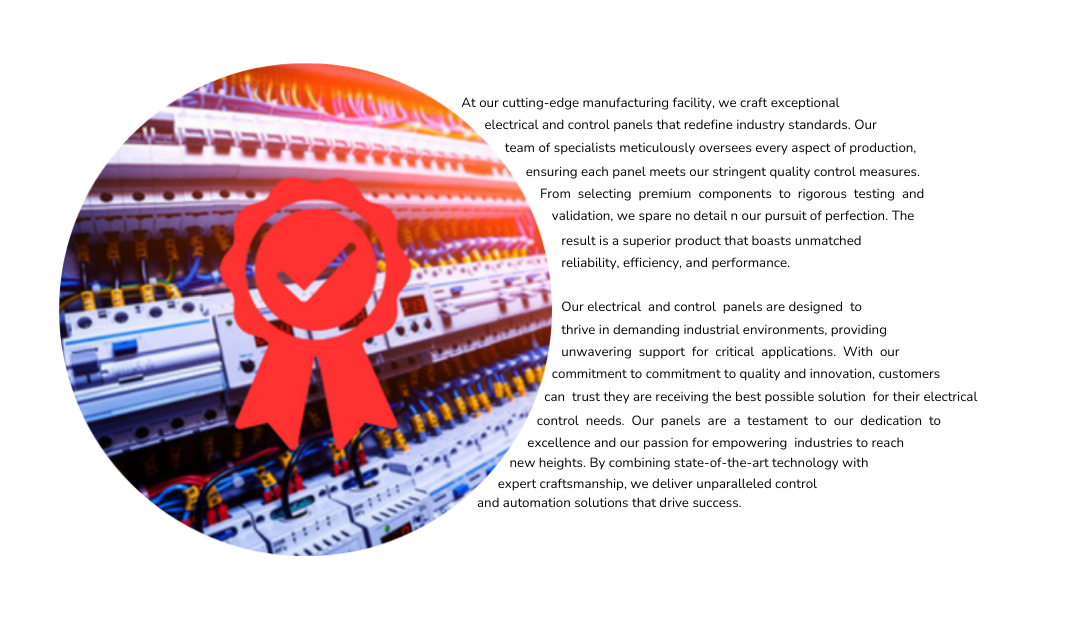 At our cutting-edge manufacturing facility, we craft exceptional
electrical and control panels that redefine industry standards. Our
team of specialists meticulously oversees every aspect of production,
ensuring each panel meets our stringent quality control measures.
From selecting premium components to rigorous testing and
validation, we spare no detail n our pursuit of perfection. The
result is a superior product that boasts unmatched
reliability, efficiency, and performance.
Our electrical and control panels are designed to
thrive in demanding industrial environments, providing
unwavering support for critical applications. With our
commitment to commitment to quality and innovation, customers
can trust they are receiving the best possible solution for their electrical
control needs. Our panels are a testament to our dedication to
excellence and our passion for empowering industries to reach
new heights. By combining state-of-the-art technology with
expert craftsmanship, we deliver unparalleled control
and automation solutions that drive success.